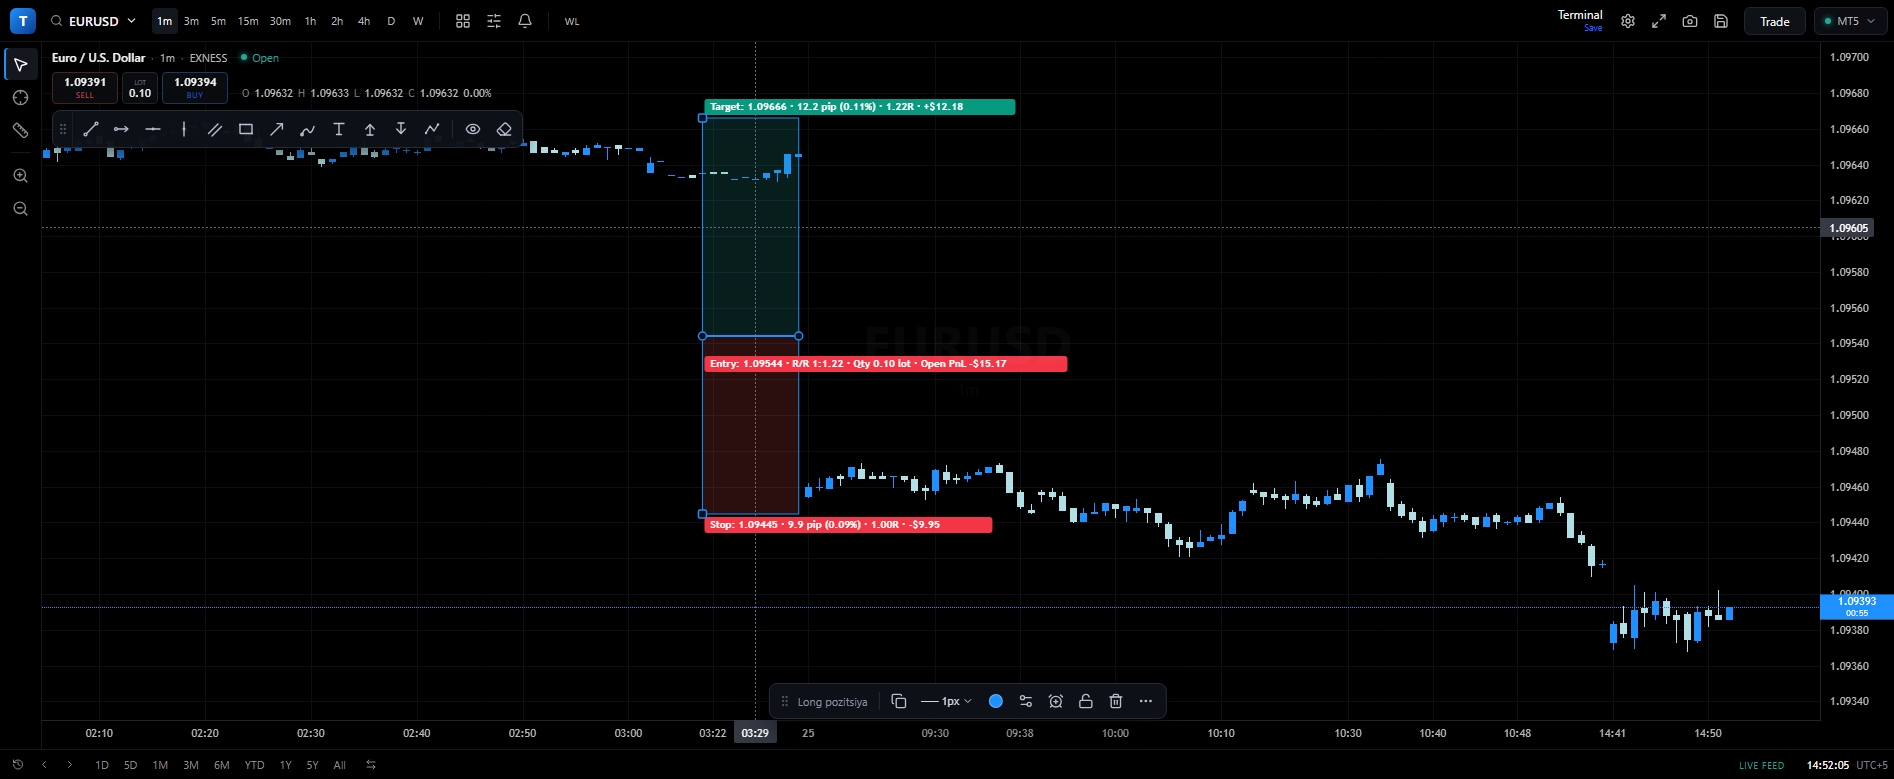 T EURUSD 1m 3m 5m 15m 30m 1h 2h 4h D W WL Terminal Save Trade MT5
Euro / U.S. Dollar · 1m · EXNESS Open
1.09391 SELL LOT 0.10 1.09394 BUY O 1.09632 H 1.09633 L 1.09632 C 1.09632 0.00%
Target: 1.09666 • 12.2 pip (0.11%) • 1.22R • +$12.18
EURUSD
1m
Entry: 1.09544 • R/R 1:1.22 • Qty 0.10 lot • Open PnL -$15.17
Stop: 1.09445 • 9.9 pip (0.09%) • 1.00R • -$9.95
1.09700
1.09680
1.09660
1.09640
1.09620
1.09605
1.09600
1.09580
1.09560
1.09540
1.09520
1.09500
1.09480
1.09460
1.09440
1.09420
1.09400
1.09393
00:55
1.09380
1.09360
1.09340
Long pozitsiya 1px
02:10 02:20 02:30 02:40 02:50 03:00 03:22 03:29 25 09:30 09:38 10:00 10:10 10:30 10:40 10:48 14:41 14:50
1D 5D 1M 3M 6M YTD 1Y 5Y All LIVE FEED 14:52:05 UTC+5